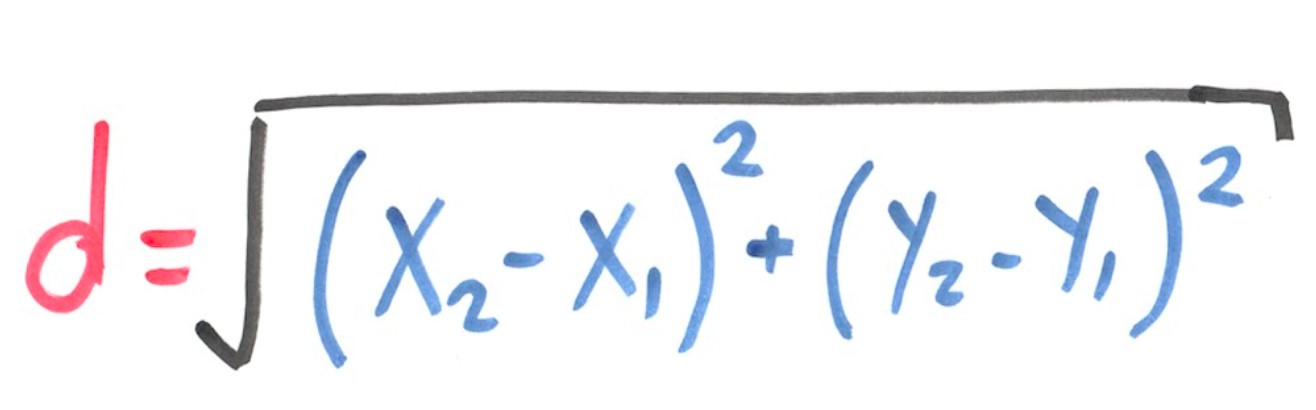 d = √(X₂ - X₁)² + (Y₂ - Y₁)²